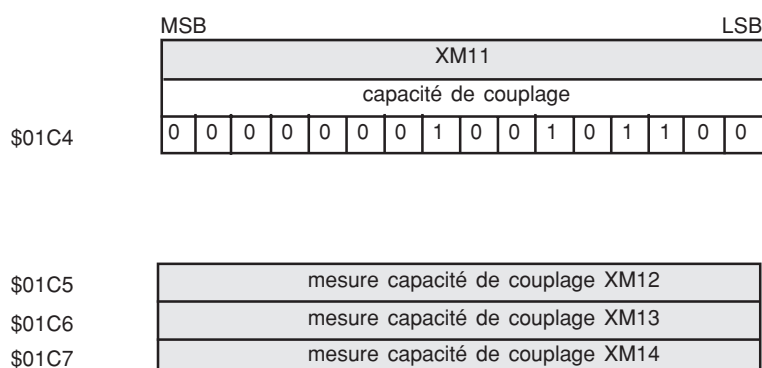 MSB LSB
XM11
capacité de couplage
$01C4 0 0 0 0 0 0 0 1 0 0 1 0 1 1 0 0
$01C5 mesure capacité de couplage XM12
$01C6 mesure capacité de couplage XM13
$01C7 mesure capacité de couplage XM14